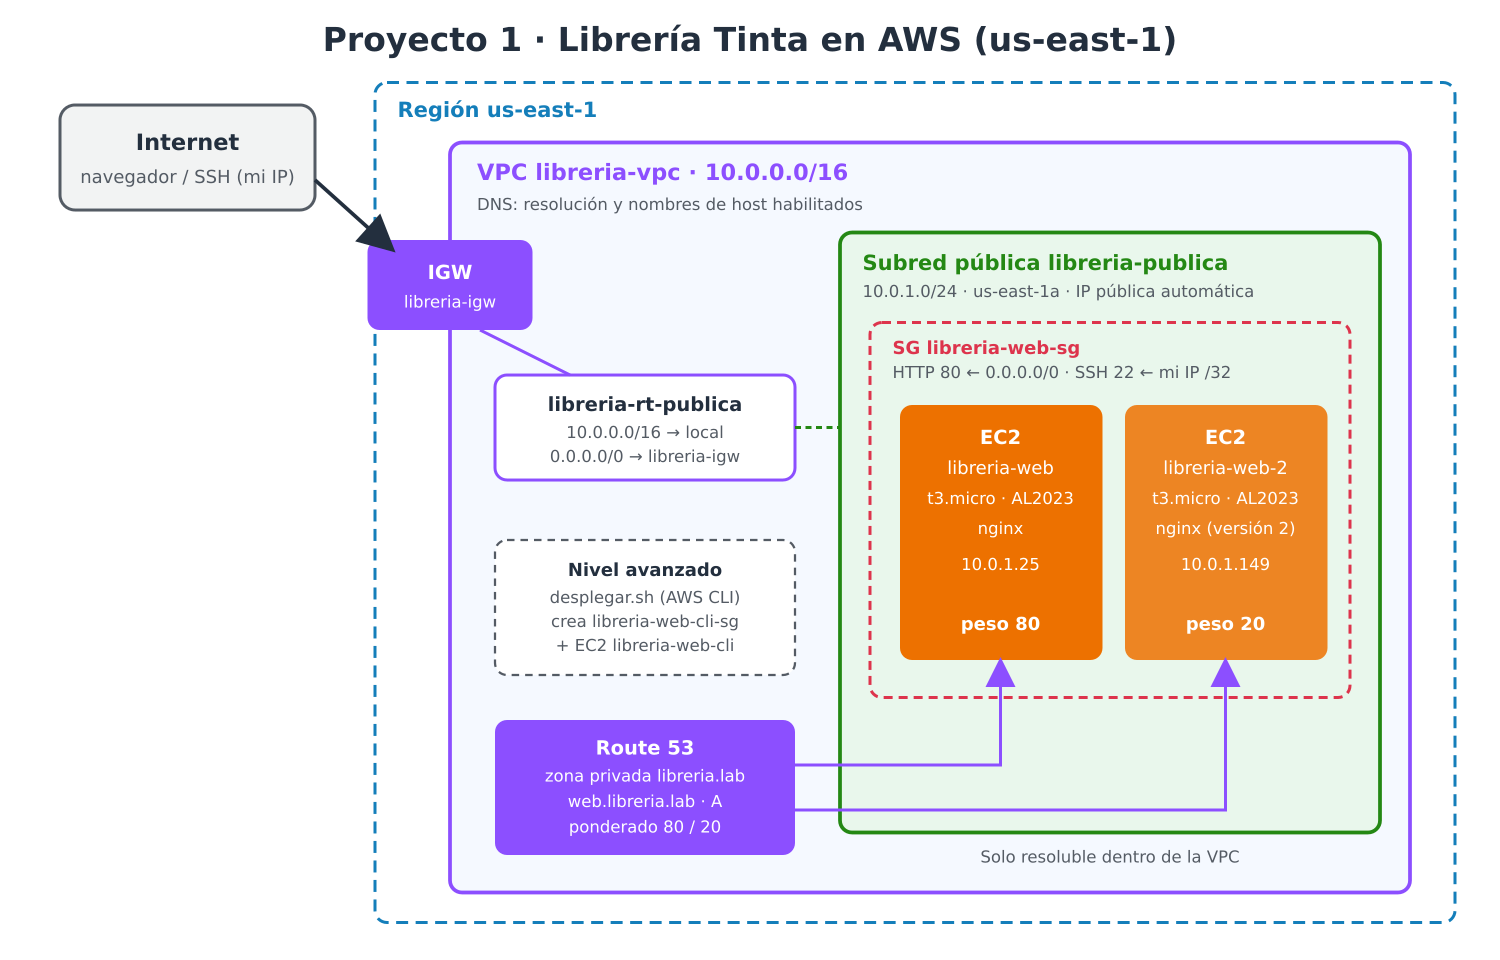 Proyecto 1 · Librería Tinta en AWS (us-east-1)
Región us-east-1
Internet
navegador / SSH (mi IP)
VPC libreria-vpc · 10.0.0.0/16
DNS: resolución y nombres de host habilitados
IGW
libreria-igw
Subred pública libreria-publica
10.0.1.0/24 · us-east-1a · IP pública automática
SG libreria-web-sg
HTTP 80 ← 0.0.0.0/0 · SSH 22 ← mi IP /32
libreria-rt-publica
10.0.0.0/16 → local
0.0.0.0/0 → libreria-igw
EC2
libreria-web
t3.micro · AL2023
nginx
10.0.1.25
peso 80
EC2
libreria-web-2
t3.micro · AL2023
nginx (versión 2)
10.0.1.149
peso 20
Nivel avanzado
desplegar.sh (AWS CLI)
crea libreria-web-cli-sg
+ EC2 libreria-web-cli
Route 53
zona privada libreria.lab
web.libreria.lab · A
ponderado 80 / 20
Solo resoluble dentro de la VPC